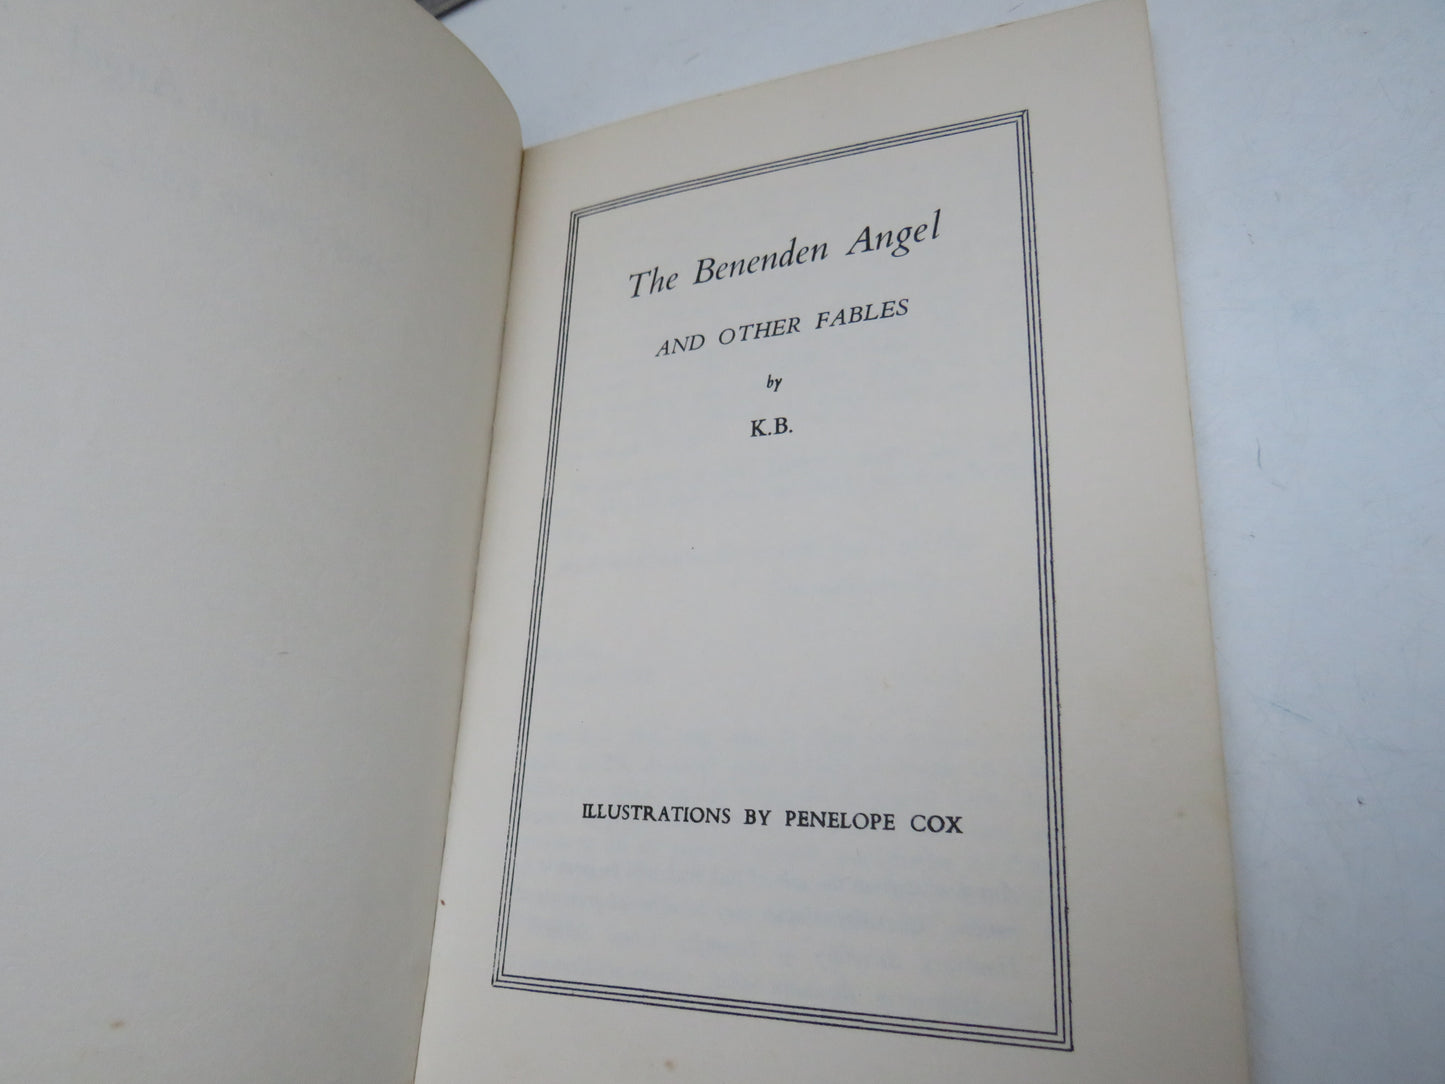 The Benenden Angel
AND OTHER FABLES
by
K.B.
ILLUSTRATIONS BY PENELOPE COX